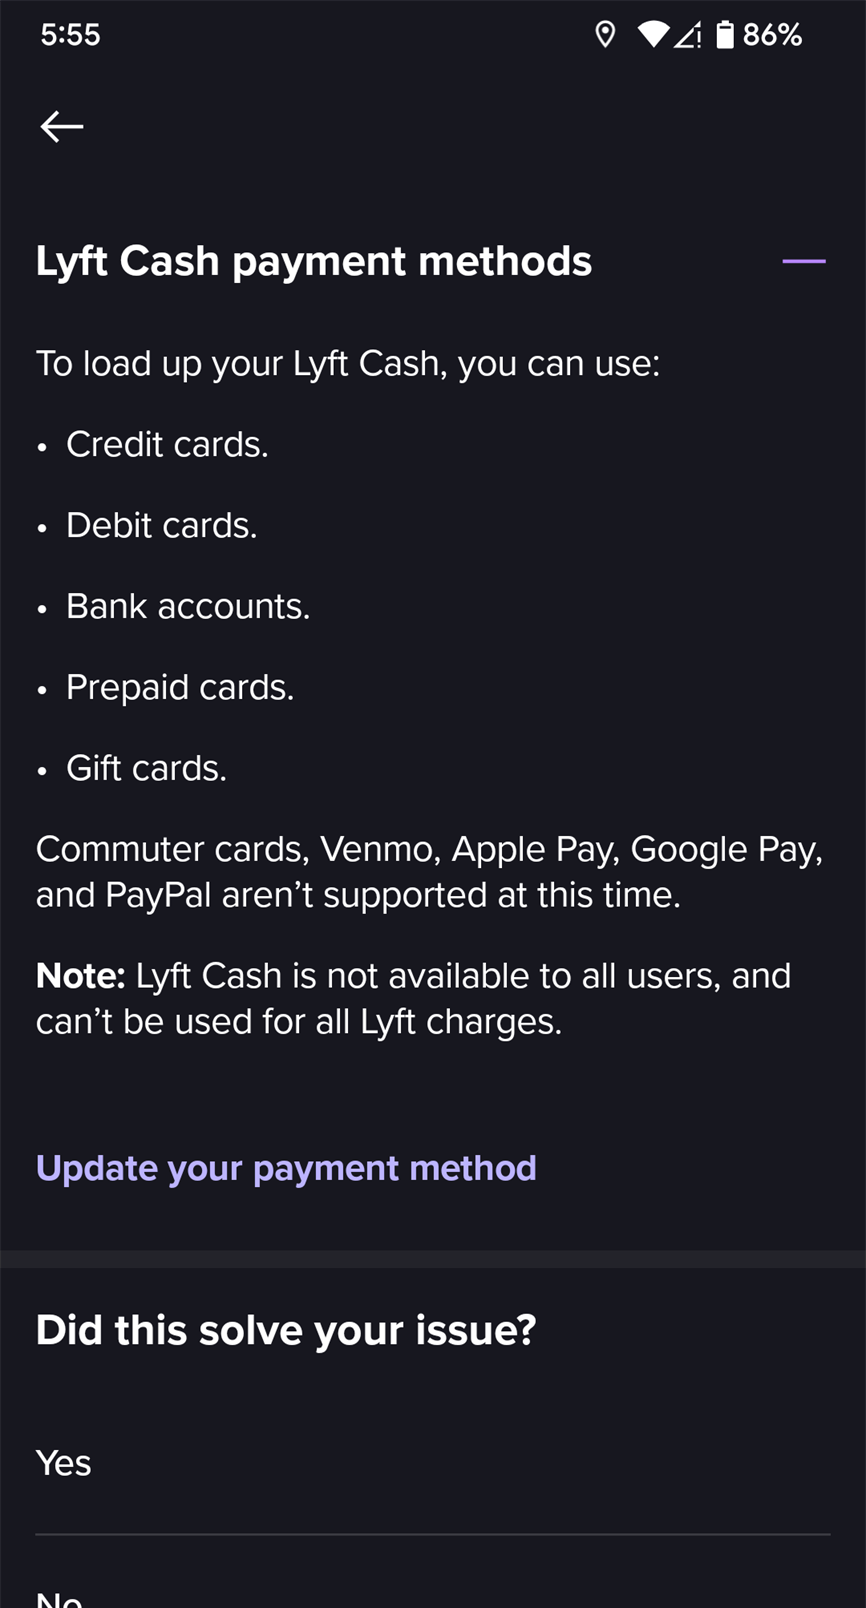 5:55
86%
Lyft Cash payment methods
To load up your Lyft Cash, you can use:
• Credit cards.
• Debit cards.
• Bank accounts.
• Prepaid cards.
• Gift cards.
Commuter cards, Venmo, Apple Pay, Google Pay,
and PayPal aren’t supported at this time.
Note: Lyft Cash is not available to all users, and
can’t be used for all Lyft charges.
Update your payment method
Did this solve your issue?
Yes
No